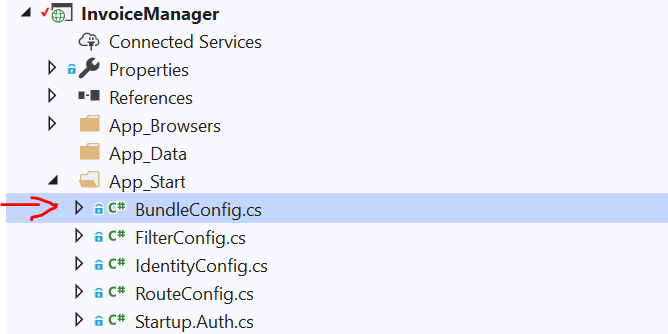 InvoiceManager
Connected Services
Properties
References
App_Browsers
App_Data
App_Start
C# BundleConfig.cs
C# FilterConfig.cs
C# IdentityConfig.cs
C# RouteConfig.cs
C# Startup.Auth.cs